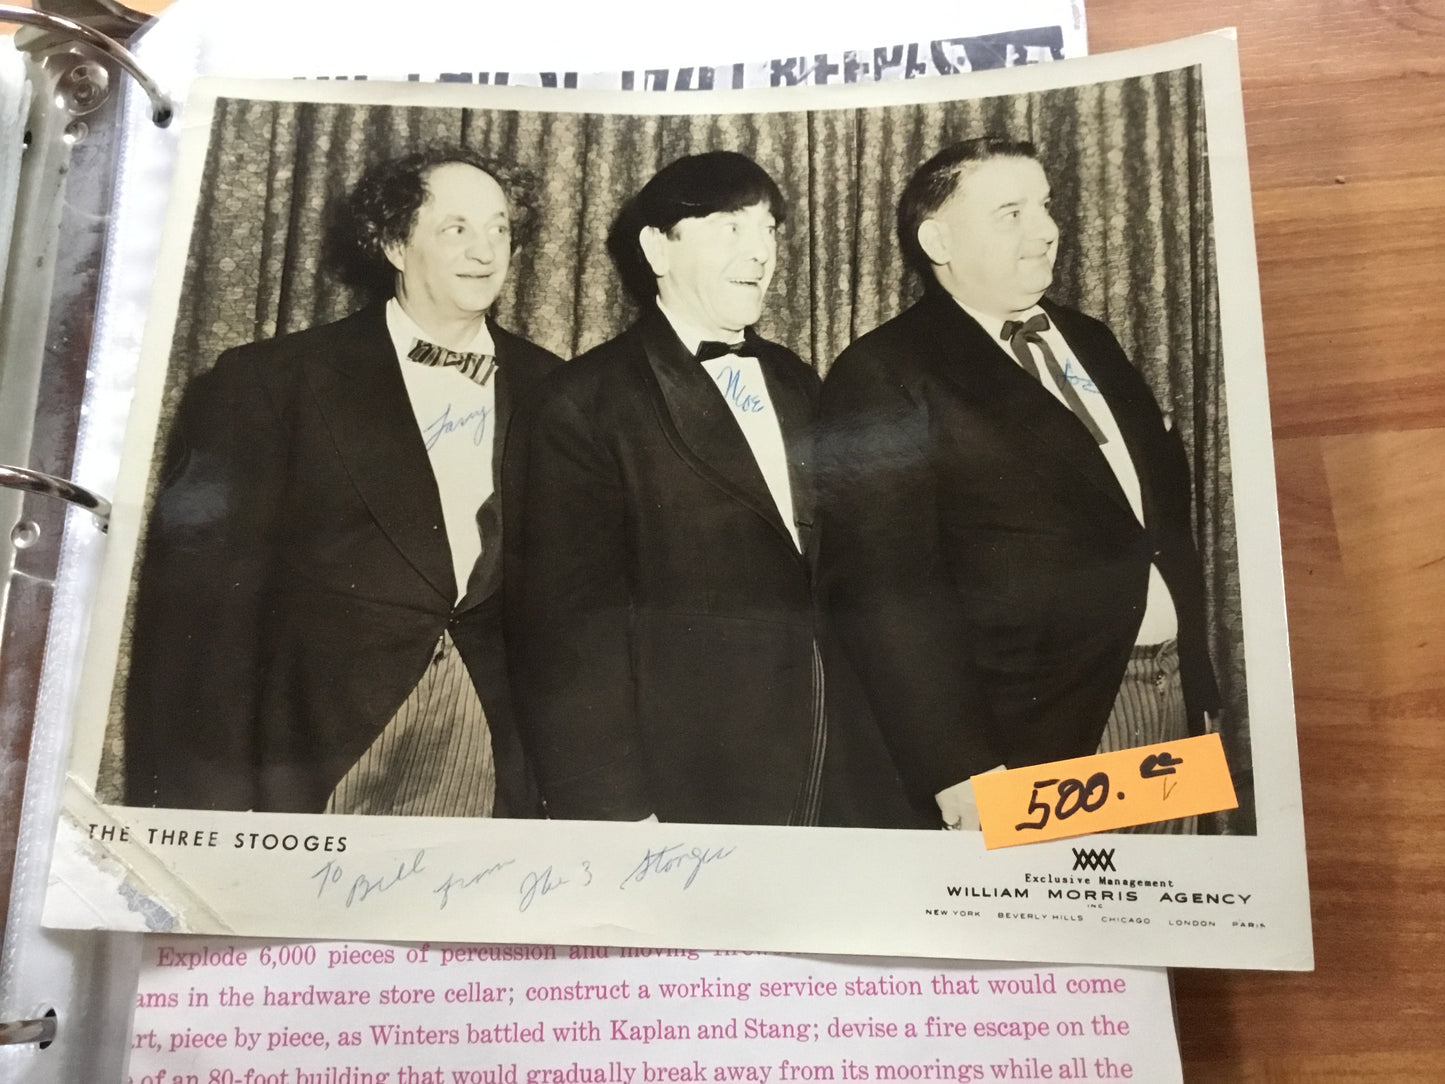 Larry
Moe
Joe
500.00
THE THREE STOOGES
To Bill from The 3 Stooges
Exclusive Management
WILLIAM MORRIS AGENCY
INC
NEW YORK BEVERLY HILLS CHICAGO LONDON PARIS
Explode 6,000 pieces of percussion and moving
ams in the hardware store cellar; construct a working service station that would come
rt, piece by piece, as Winters battled with Kaplan and Stang; devise a fire escape on the
of an 80-foot building that would gradually break away from its moorings while all the